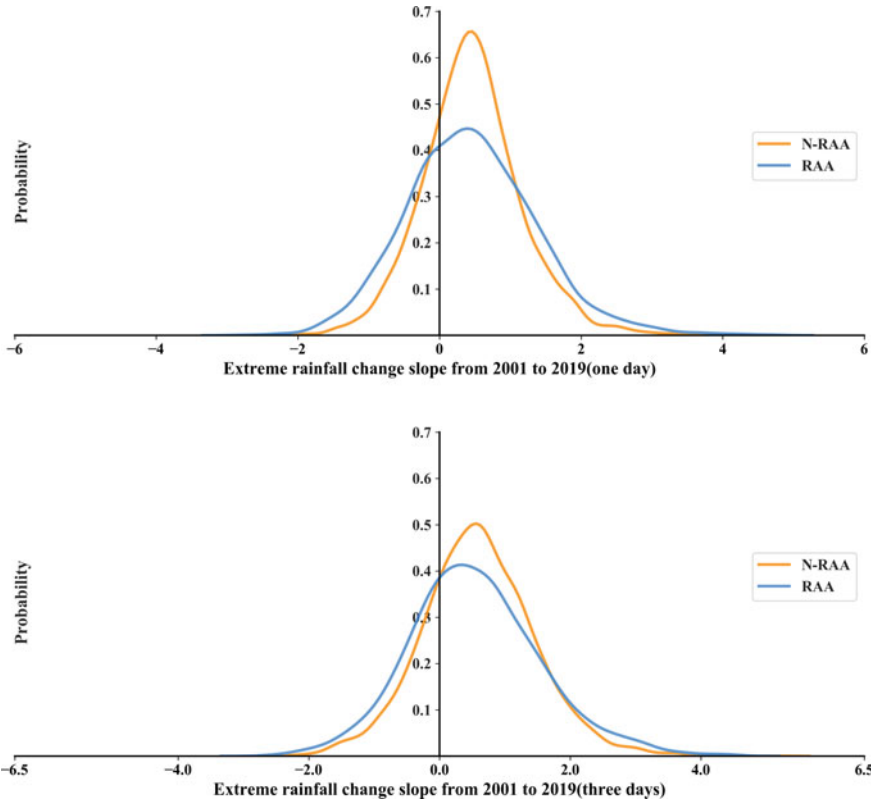 0.7
0.6
0.5
0.4
0.3
0.2
0.1
Probability
N-RAA
RAA
−6 −4 −2 0 2 4 6
Extreme rainfall change slope from 2001 to 2019(one day)
0.7
0.6
0.5
0.4
0.3
0.2
0.1
Probability
N-RAA
RAA
−6.5 −4.0 −2.0 0.0 2.0 4.0 6.5
Extreme rainfall change slope from 2001 to 2019(three days)